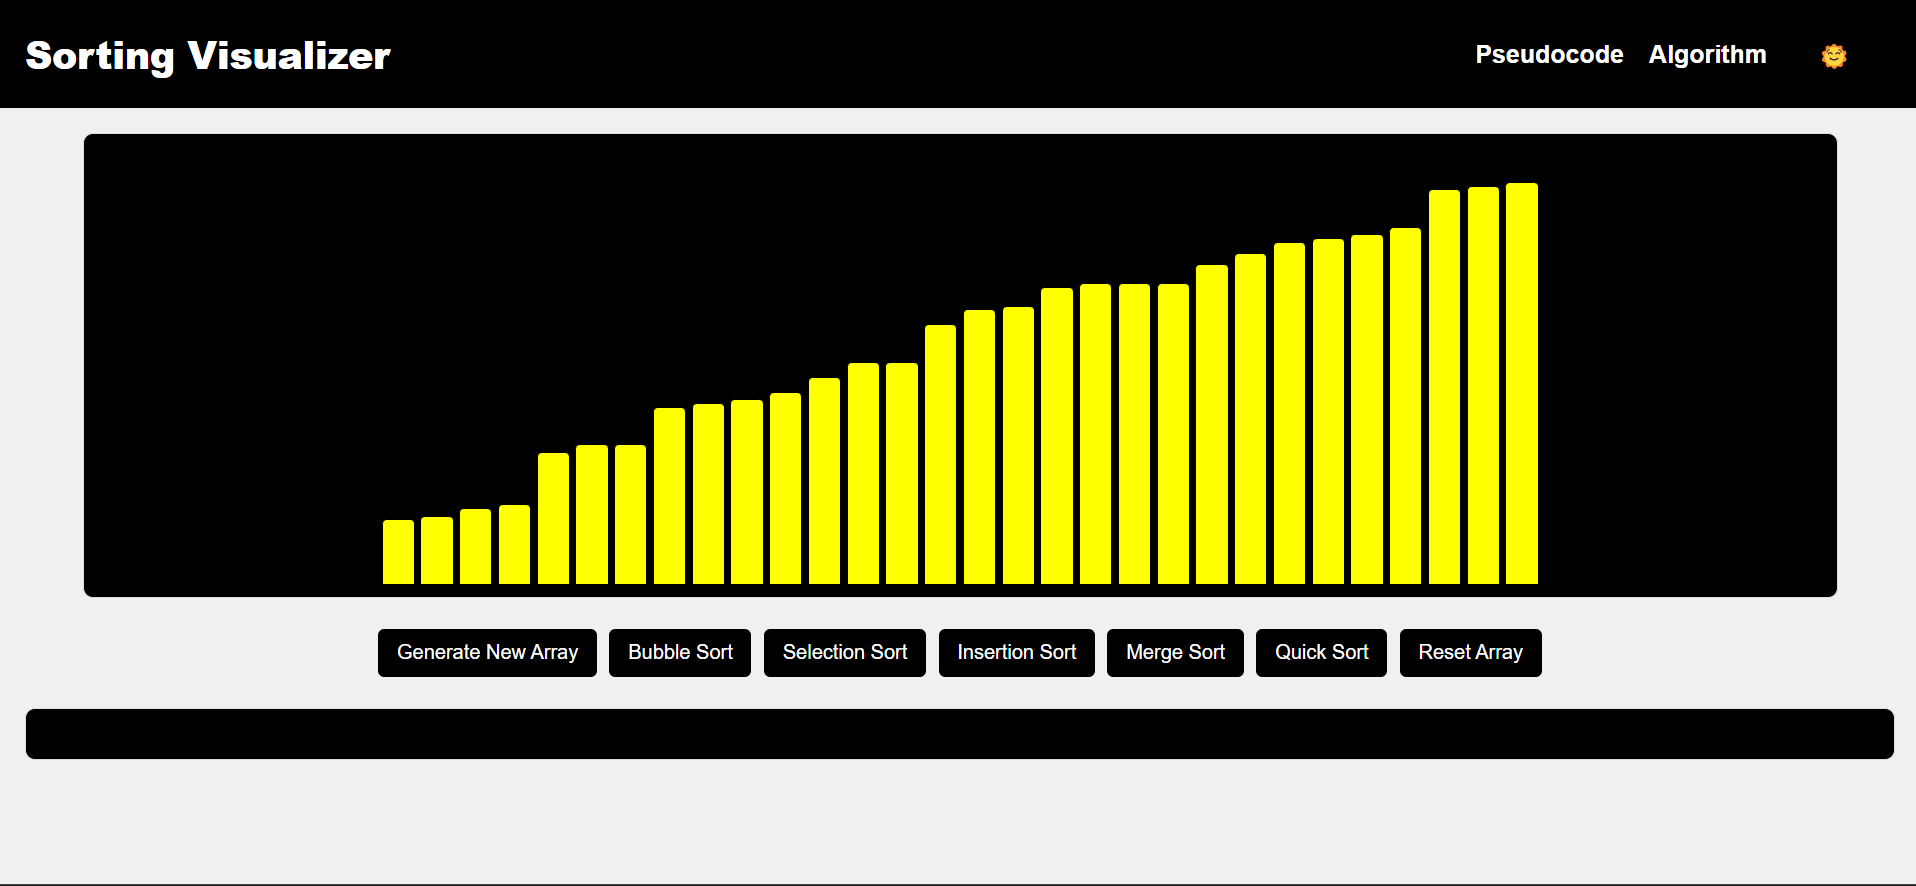 Sorting Visualizer
Pseudocode Algorithm
Generate New Array
Bubble Sort
Selection Sort
Insertion Sort
Merge Sort
Quick Sort
Reset Array